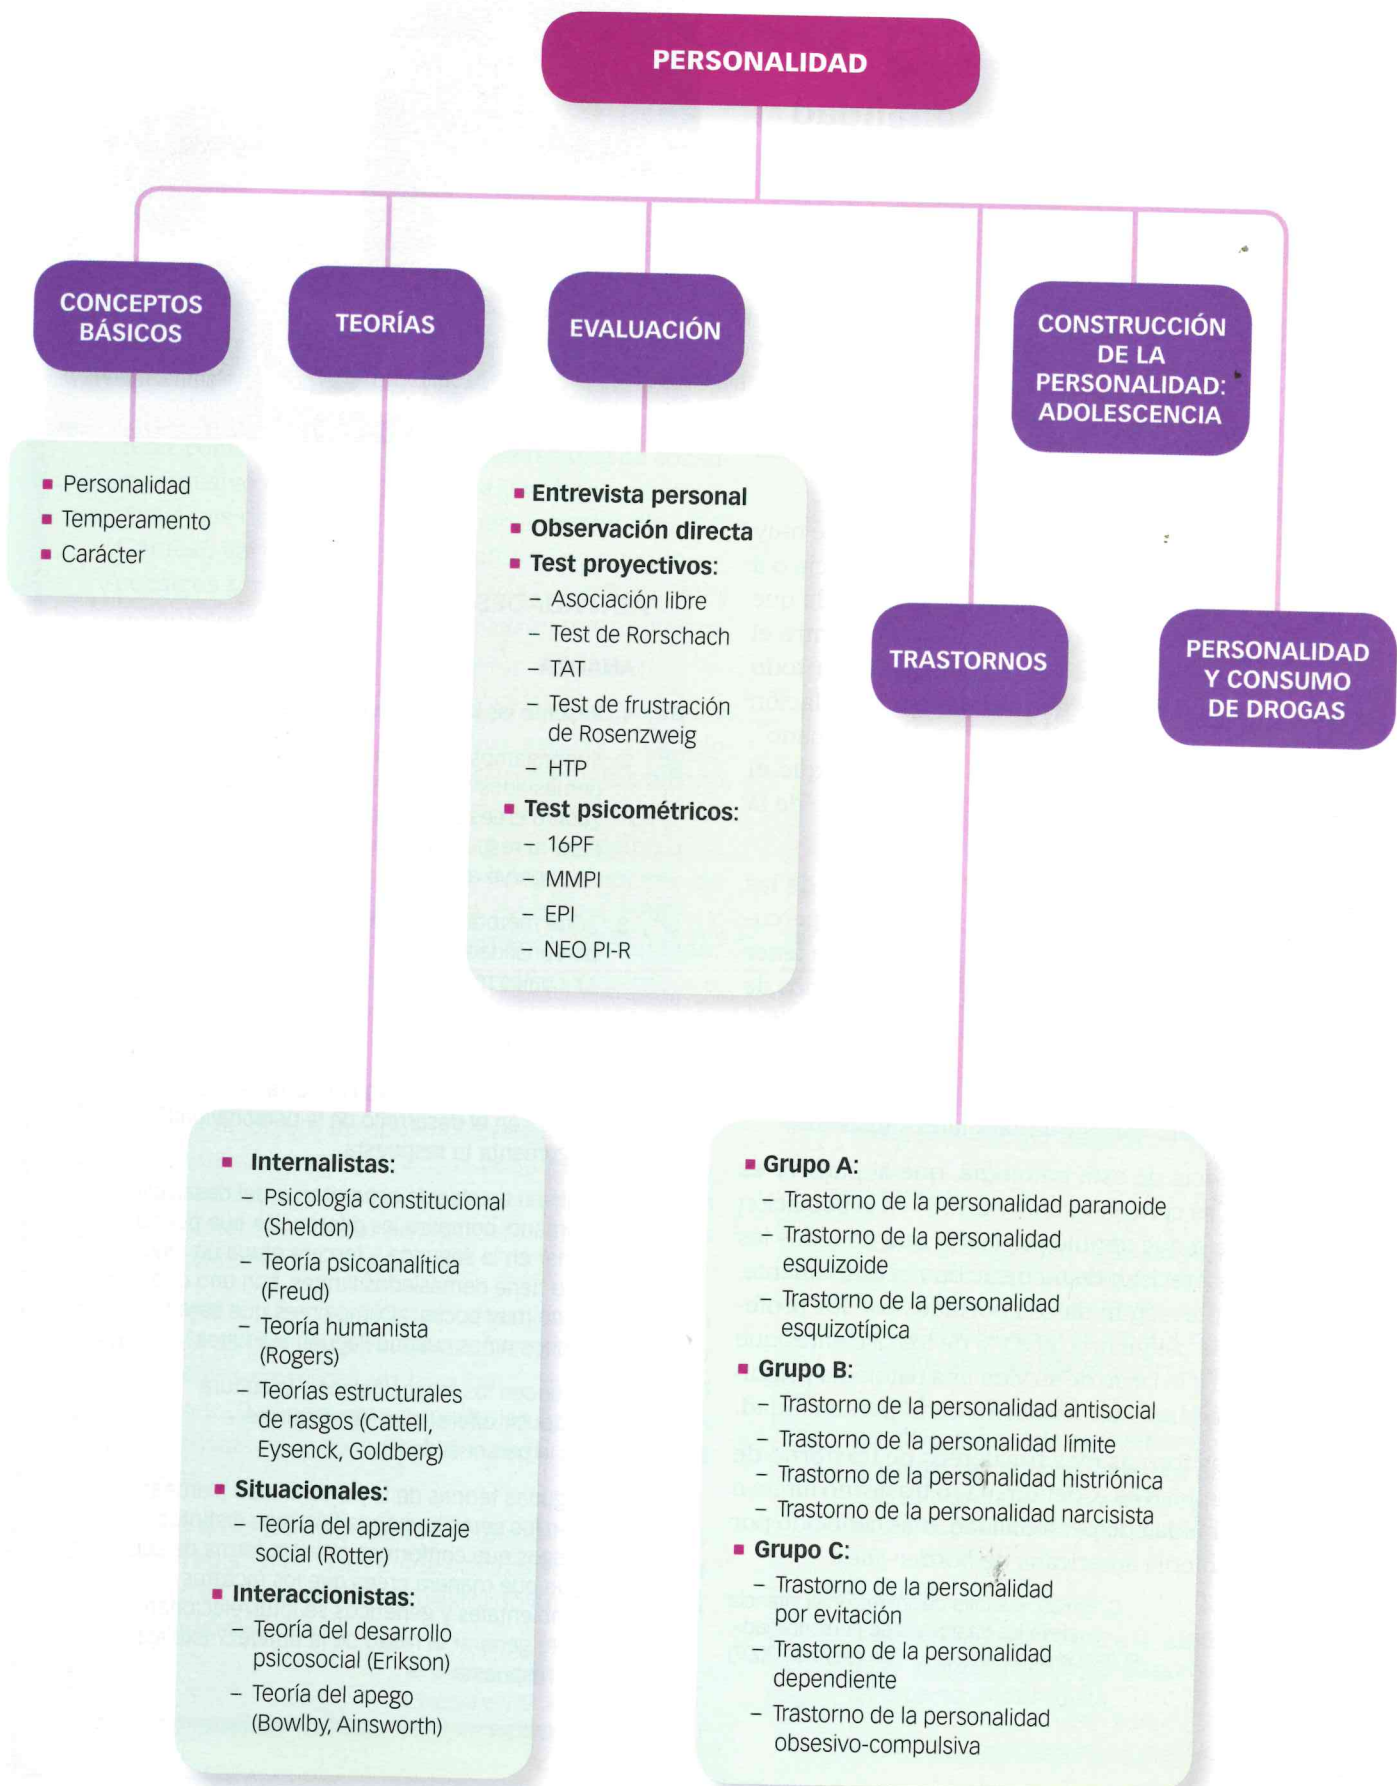 PERSONALIDAD
CONCEPTOS
BÁSICOS
TEORÍAS
EVALUACIÓN
CONSTRUCCIÓN
DE LA
PERSONALIDAD:
ADOLESCENCIA
TRASTORNOS
PERSONALIDAD
Y CONSUMO
DE DROGAS
▪ Personalidad
▪ Temperamento
▪ Carácter
▪ Entrevista personal
▪ Observación directa
▪ Test proyectivos:
– Asociación libre
– Test de Rorschach
– TAT
– Test de frustración
de Rosenzweig
– HTP
▪ Test psicométricos:
– 16PF
– MMPI
– EPI
– NEO PI-R
▪ Internalistas:
– Psicología constitucional
(Sheldon)
– Teoría psicoanalítica
(Freud)
– Teoría humanista
(Rogers)
– Teorías estructurales
de rasgos (Cattell,
Eysenck, Goldberg)
▪ Situacionales:
– Teoría del aprendizaje
social (Rotter)
▪ Interaccionistas:
– Teoría del desarrollo
psicosocial (Erikson)
– Teoría del apego
(Bowlby, Ainsworth)
▪ Grupo A:
– Trastorno de la personalidad paranoide
– Trastorno de la personalidad
esquizoide
– Trastorno de la personalidad
esquizotípica
▪ Grupo B:
– Trastorno de la personalidad antisocial
– Trastorno de la personalidad límite
– Trastorno de la personalidad histriónica
– Trastorno de la personalidad narcisista
▪ Grupo C:
– Trastorno de la personalidad
por evitación
– Trastorno de la personalidad
dependiente
– Trastorno de la personalidad
obsesivo-compulsiva